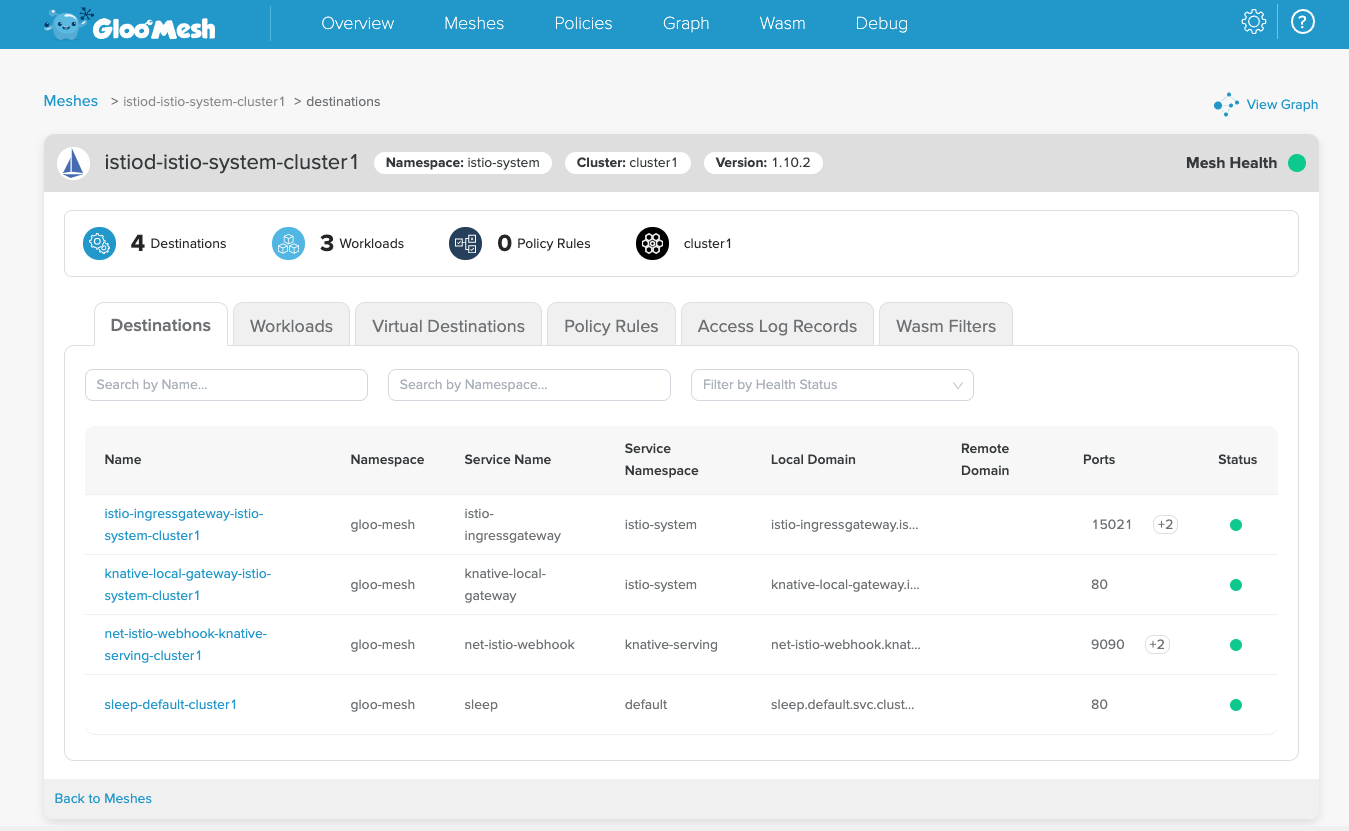 Gloo Mesh
Overview Meshes Policies Graph Wasm Debug
?
Meshes > istiod-istio-system-cluster1 > destinations
View Graph
istiod-istio-system-cluster1 Namespace: istio-system Cluster: cluster1 Version: 1.10.2 Mesh Health
4 Destinations 3 Workloads 0 Policy Rules cluster1
Destinations Workloads Virtual Destinations Policy Rules Access Log Records Wasm Filters
Search by Name... Search by Namespace... Filter by Health Status
Name Namespace Service Name Service Namespace Local Domain Remote Domain Ports Status
istio-ingressgateway-istio-system-cluster1 gloo-mesh istio-ingressgateway istio-system istio-ingressgateway.is... 15021 +2
knative-local-gateway-istio-system-cluster1 gloo-mesh knative-local-gateway istio-system knative-local-gateway.i... 80
net-istio-webhook-knative-serving-cluster1 gloo-mesh net-istio-webhook knative-serving net-istio-webhook.knat... 9090 +2
sleep-default-cluster1 gloo-mesh sleep default sleep.default.svc.clust... 80
Back to Meshes